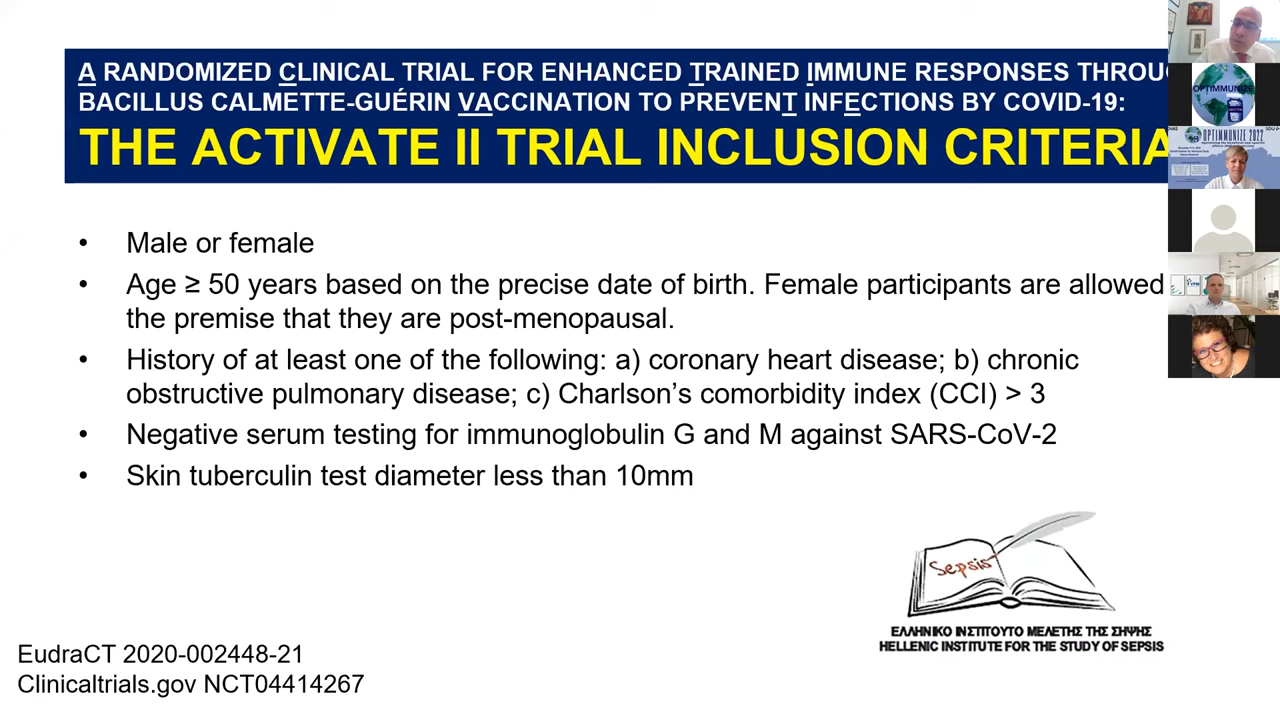 A RANDOMIZED CLINICAL TRIAL FOR ENHANCED TRAINED IMMUNE RESPONSES THROU
BACILLUS CALMETTE-GUÉRIN VACCINATION TO PREVENT INFECTIONS BY COVID-19:
THE ACTIVATE II TRIAL INCLUSION CRITERIA
OPTIMMUNIZE
OPTIMMUNIZE 2022
• Male or female
• Age ≥ 50 years based on the precise date of birth. Female participants are allowed
the premise that they are post-menopausal.
• History of at least one of the following: a) coronary heart disease; b) chronic
obstructive pulmonary disease; c) Charlson’s comorbidity index (CCI) > 3
• Negative serum testing for immunoglobulin G and M against SARS-CoV-2
• Skin tuberculin test diameter less than 10mm
Sepsis
ΕΛΛΗΝΙΚΟ ΙΝΣΤΙΤΟΥΤΟ ΜΕΛΕΤΗΣ ΤΗΣ ΣΗΨΗΣ
HELLENIC INSTITUTE FOR THE STUDY OF SEPSIS
EudraCT 2020-002448-21
Clinicaltrials.gov NCT04414267